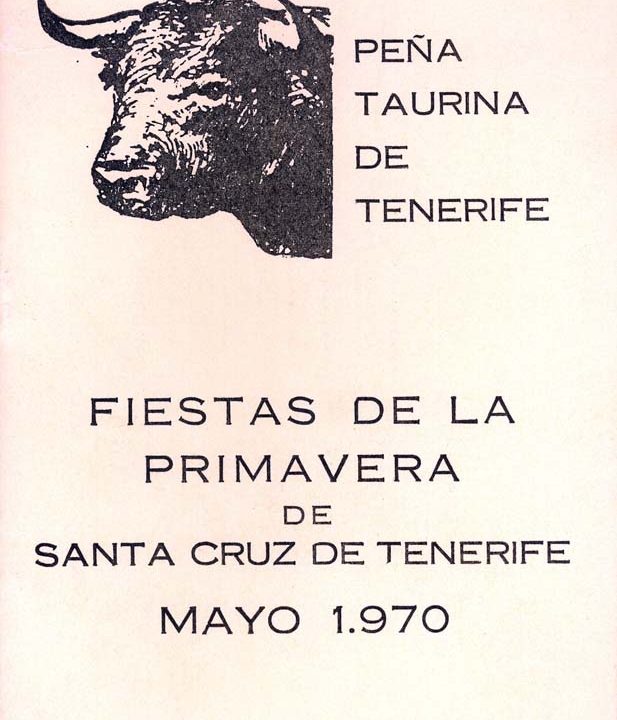 PEÑA
TAURINA
DE
TENERIFE
FIESTAS DE LA
PRIMAVERA
DE
SANTA CRUZ DE TENERIFE
MAYO 1.970